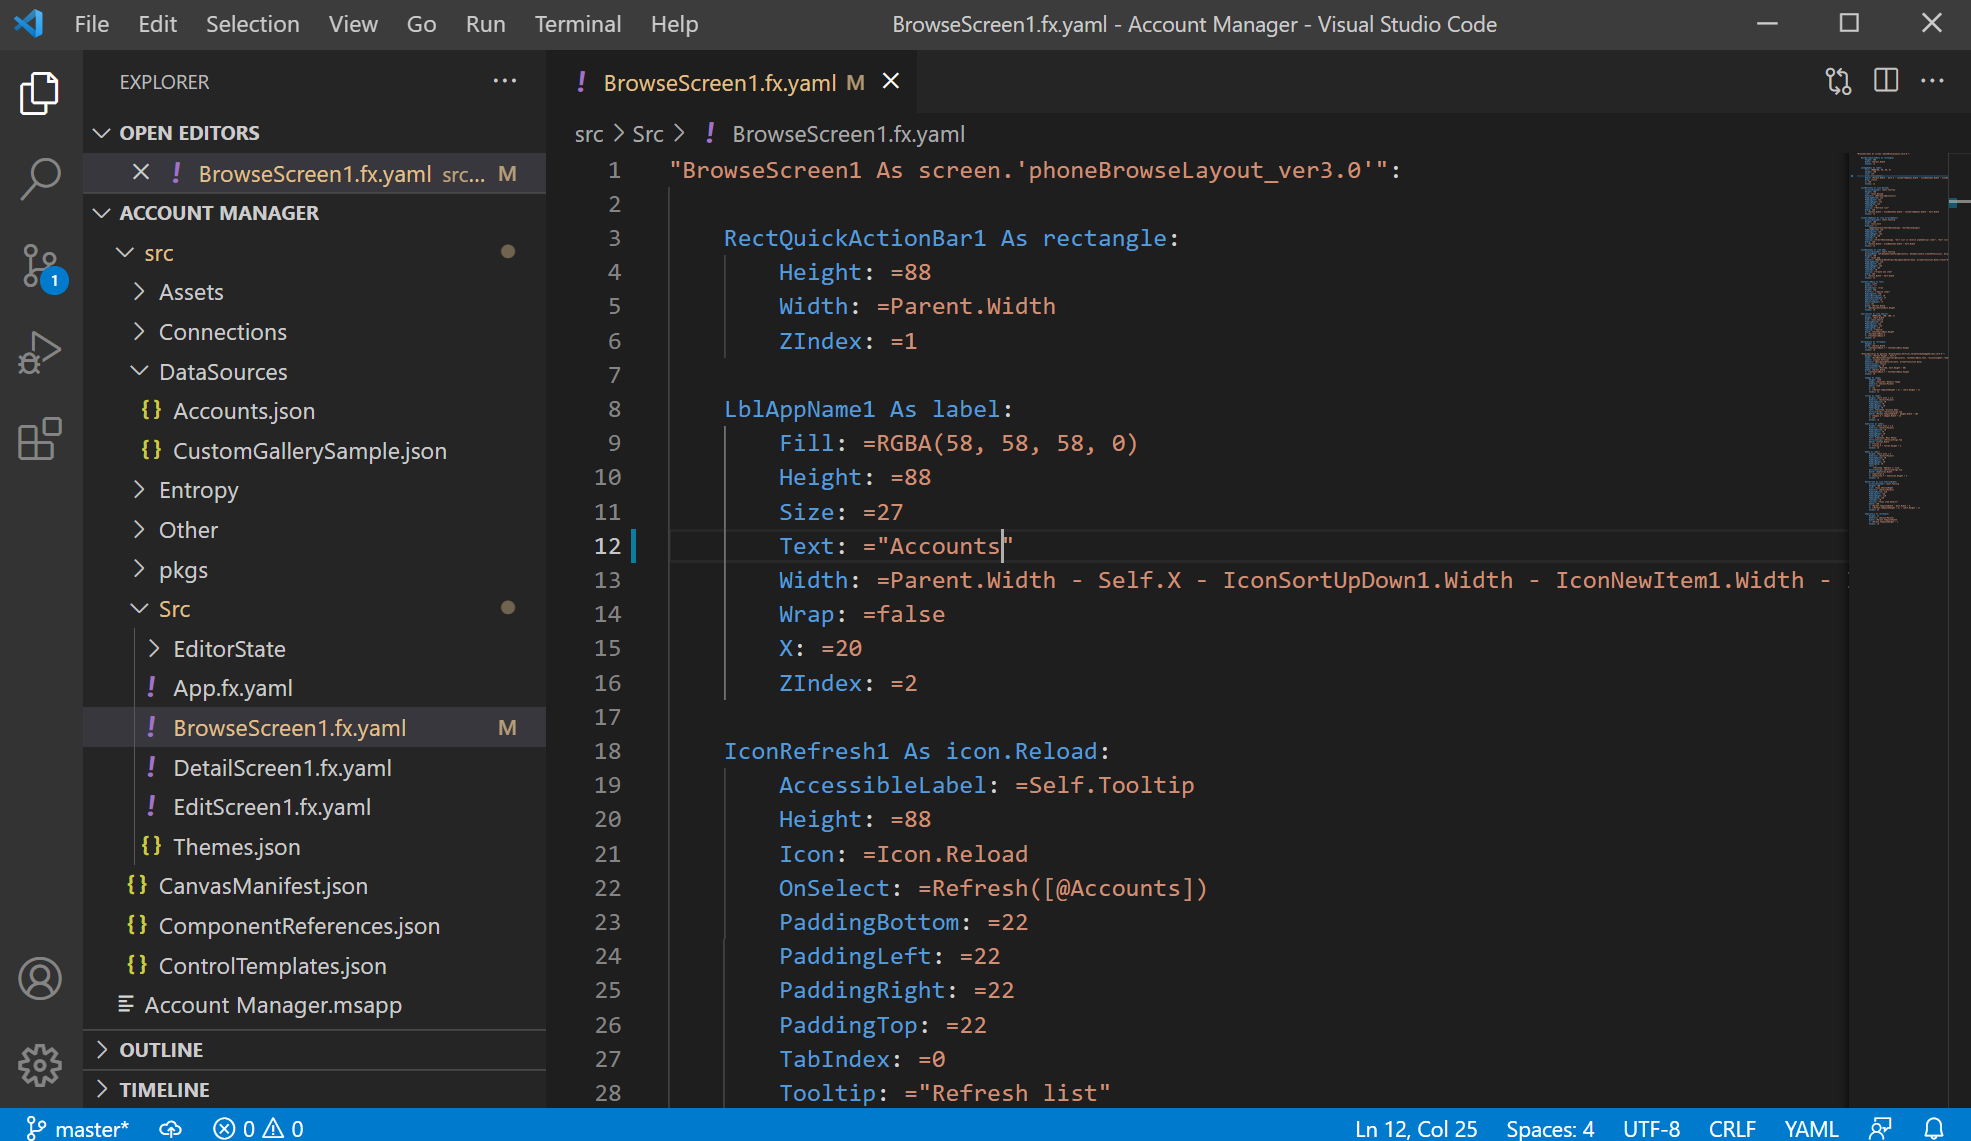 File Edit Selection View Go Run Terminal Help BrowseScreen1.fx.yaml - Account Manager - Visual Studio Code
EXPLORER
OPEN EDITORS
BrowseScreen1.fx.yaml src... M
ACCOUNT MANAGER
src
Assets
Connections
DataSources
{} Accounts.json
{} CustomGallerySample.json
Entropy
Other
pkgs
Src
EditorState
! App.fx.yaml
! BrowseScreen1.fx.yaml M
! DetailScreen1.fx.yaml
! EditScreen1.fx.yaml
{} Themes.json
{} CanvasManifest.json
{} ComponentReferences.json
{} ControlTemplates.json
Account Manager.msapp
OUTLINE
TIMELINE
1
! BrowseScreen1.fx.yaml M
src > Src > ! BrowseScreen1.fx.yaml
1 "BrowseScreen1 As screen.'phoneBrowseLayout_ver3.0'":
2
3 RectQuickActionBar1 As rectangle:
4 Height: =88
5 Width: =Parent.Width
6 ZIndex: =1
7
8 LblAppName1 As label:
9 Fill: =RGBA(58, 58, 58, 0)
10 Height: =88
11 Size: =27
12 Text: ="Accounts"
13 Width: =Parent.Width - Self.X - IconSortUpDown1.Width - IconNewItem1.Width -
14 Wrap: =false
15 X: =20
16 ZIndex: =2
17
18 IconRefresh1 As icon.Reload:
19 AccessibleLabel: =Self.Tooltip
20 Height: =88
21 Icon: =Icon.Reload
22 OnSelect: =Refresh([@Accounts])
23 PaddingBottom: =22
24 PaddingLeft: =22
25 PaddingRight: =22
26 PaddingTop: =22
27 TabIndex: =0
28 Tooltip: ="Refresh list"
master* 0 0 Ln 12, Col 25 Spaces: 4 UTF-8 CRLF YAML